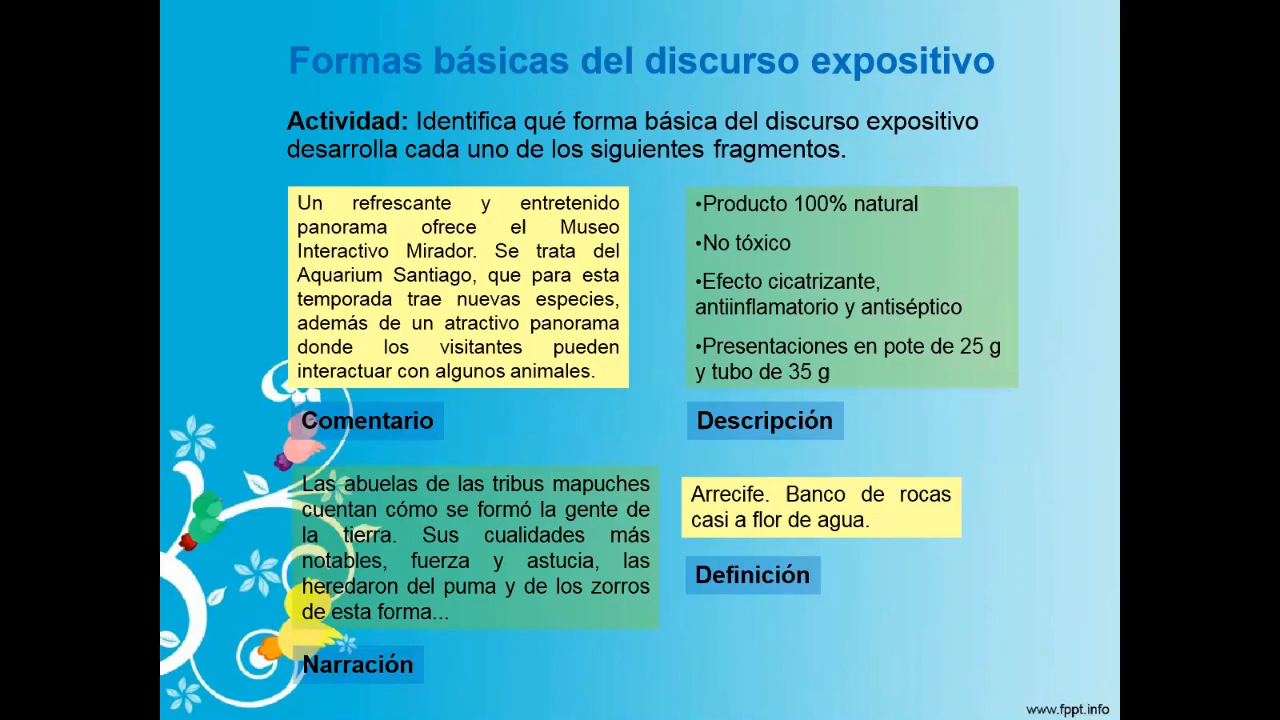 Formas básicas del discurso expositivo
Actividad: Identifica qué forma básica del discurso expositivo
desarrolla cada uno de los siguientes fragmentos.
Un refrescante y entretenido
panorama ofrece el Museo
Interactivo Mirador. Se trata del
Aquarium Santiago, que para esta
temporada trae nuevas especies,
además de un atractivo panorama
donde los visitantes pueden
interactuar con algunos animales.
Comentario
•Producto 100% natural
•No tóxico
•Efecto cicatrizante,
antiinflamatorio y antiséptico
•Presentaciones en pote de 25 g
y tubo de 35 g
Descripción
Las abuelas de las tribus mapuches
cuentan cómo se formó la gente de
la tierra. Sus cualidades más
notables, fuerza y astucia, las
heredaron del puma y de los zorros
de esta forma...
Narración
Arrecife. Banco de rocas
casi a flor de agua.
Definición
www.fppt.info